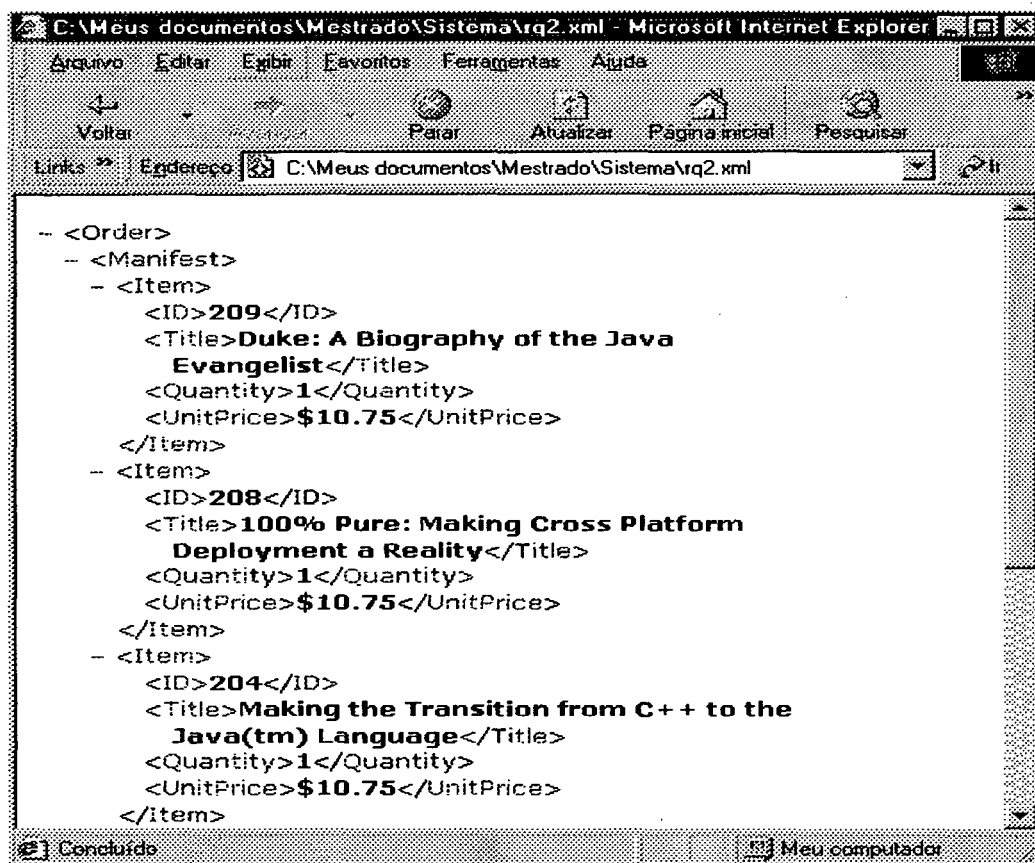 C:\Meus documentos\Mestrado\Sistema\rq2.xml - Microsoft Internet Explorer
Arquivo Editar Exibir Favoritos Ferramentas Ajuda
Voltar Parar Atualizar Página inicial Pesquisar »
Links » Endereço C:\Meus documentos\Mestrado\Sistema\rq2.xml Ir
- <Order>
- <Manifest>
- <Item>
<ID>209</ID>
<Title>Duke: A Biography of the Java
Evangelist</Title>
<Quantity>1</Quantity>
<UnitPrice>$10.75</UnitPrice>
</Item>
- <Item>
<ID>208</ID>
<Title>100% Pure: Making Cross Platform
Deployment a Reality</Title>
<Quantity>1</Quantity>
<UnitPrice>$10.75</UnitPrice>
</Item>
- <Item>
<ID>204</ID>
<Title>Making the Transition from C++ to the
Java(tm) Language</Title>
<Quantity>1</Quantity>
<UnitPrice>$10.75</UnitPrice>
</Item>
Concluído Meu computador